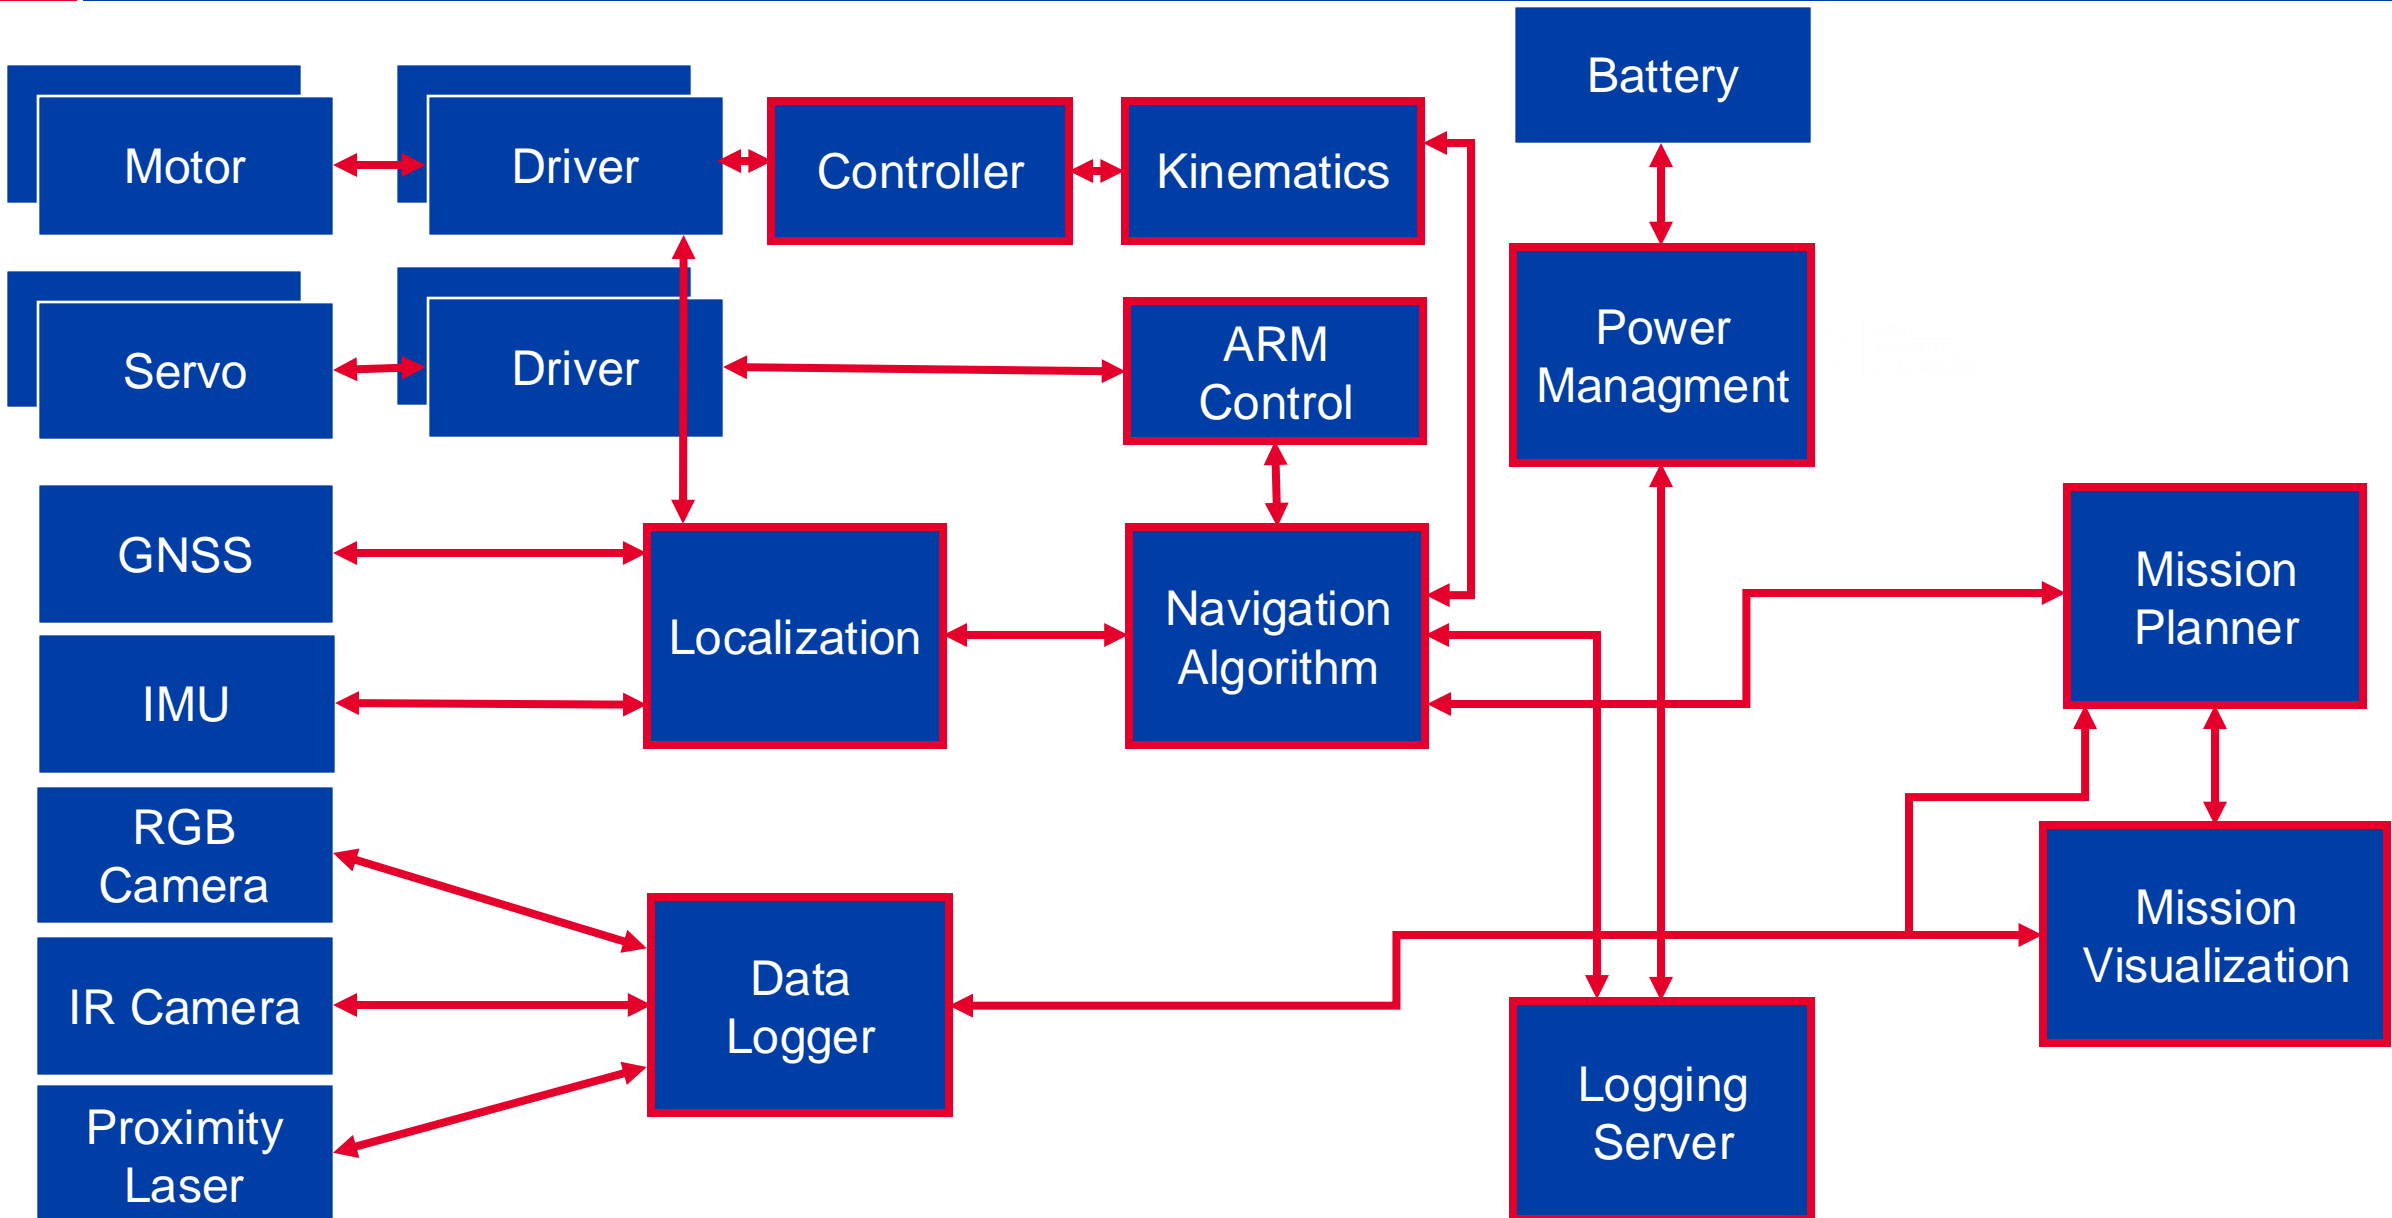 Battery
Motor
Driver
Controller
Kinematics
Servo
Driver
ARM
Control
Power
Managment
GNSS
Localization
Navigation
Algorithm
Mission
Planner
IMU
RGB
Camera
IR Camera
Data
Logger
Mission
Visualization
Proximity
Laser
Logging
Server